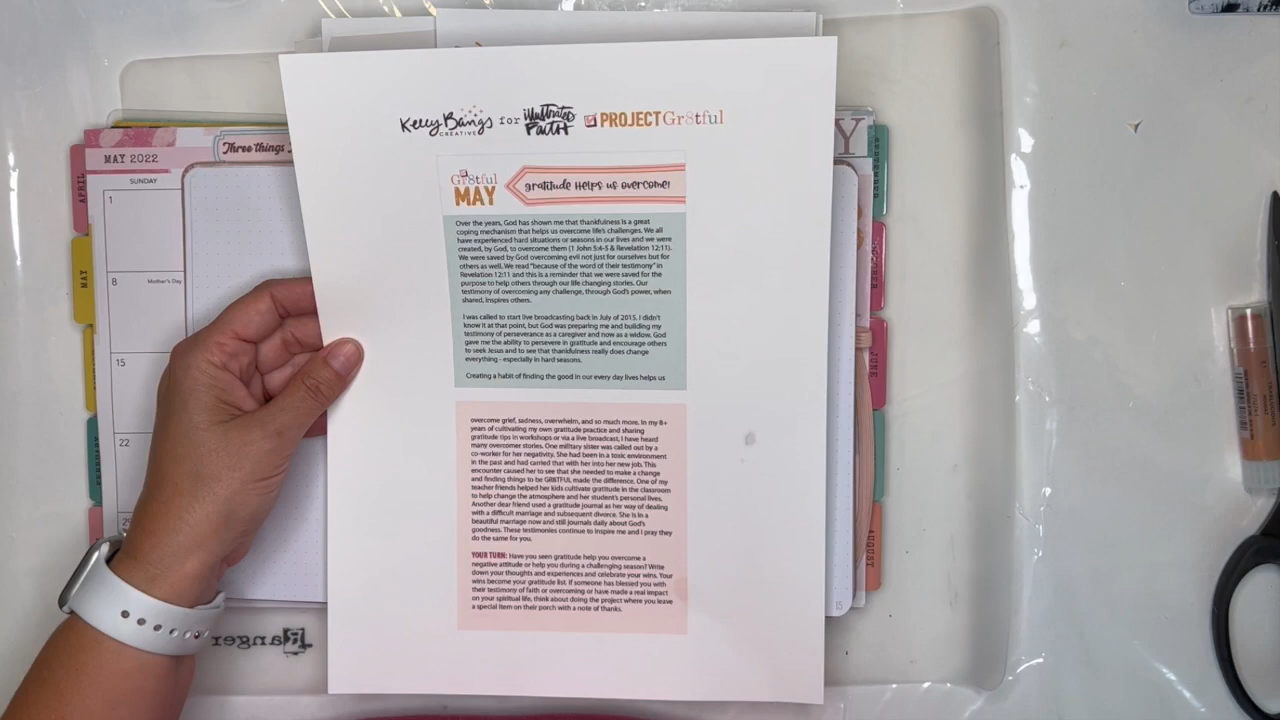 Kelly Bangs CREATIVE for illustrated FAITH PROJECT Gr8tful
MAY 2022
Three things
SUNDAY
1
8 Mother's Day
15
22
APRIL
MAY
FEBRUARY
OCTOBER
JUNE
AUGUST
15
Gr8tful
MAY
gratitude Helps us overcome!
Over the years, God has shown me that thankfulness is a great
coping mechanism that helps us overcome life's challenges. We all
have experienced hard situations or seasons in our lives and we were
created, by God, to overcome them (1 John 5:4-5 & Revelation 12:11).
We were saved by God overcoming evil not just for ourselves but for
others as well. We read "because of the word of their testimony" in
Revelation 12:11 and this is a reminder that we were saved for the
purpose to help others through our life changing stories. Our
testimony of overcoming any challenge, through God's power, when
shared, inspires others.
I was called to start live broadcasting back in July of 2015. I didn't
know it at that point, but God was preparing me and building my
testimony of perseverance as a caregiver and now as a widow. God
gave me the ability to persevere in gratitude and encourage others
to seek Jesus and to see that thankfulness really does change
everything - especially in hard seasons.
Creating a habit of finding the good in our every day lives helps us
overcome grief, sadness, overwhelm, and so much more. In my 8+
years of cultivating my own gratitude practice and sharing
gratitude tips in workshops or via a live broadcast, I have heard
many overcomer stories. One military sister was called out by a
co-worker for her negativity. She had been in a toxic environment
in the past and had carried that with her into her new job. This
encounter caused her to see that she needed to make a change
and finding things to be GR8TFUL made the difference. One of my
teacher friends helped her kids cultivate gratitude in the classroom
to help change the atmosphere and her student's personal lives.
Another dear friend used a gratitude journal as her way of dealing
with a difficult marriage and subsequent divorce. She is in a
beautiful marriage now and still journals daily about God's
goodness. These testimonies continue to inspire me and I pray they
do the same for you.
YOUR TURN: Have you seen gratitude help you overcome a
negative attitude or help you during a challenging season? Write
down your thoughts and experiences and celebrate your wins. Your
wins become your gratitude list. If someone has blessed you with
their testimony of faith or overcoming or have made a real impact
on your spiritual life, think about doing the project where you leave
a special item on their porch with a note of thanks.
Ranger